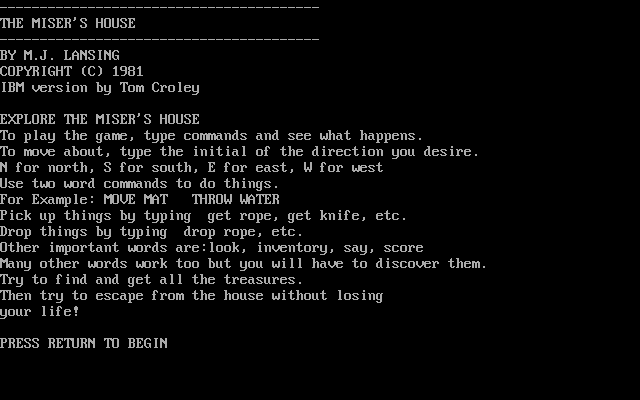 ----------------------------------------
THE MISER'S HOUSE
----------------------------------------
BY M.J. LANSING
COPYRIGHT (C) 1981
IBM version by Tom Croley
EXPLORE THE MISER'S HOUSE
To play the game, type commands and see what happens.
To move about, type the initial of the direction you desire.
N for north, S for south, E for east, W for west
Use two word commands to do things.
For Example: MOVE MAT   THROW WATER
Pick up things by typing  get rope, get knife, etc.
Drop things by typing  drop rope, etc.
Other important words are:look, inventory, say, score
Many other words work too but you will have to discover them.
Try to find and get all the treasures.
Then try to escape from the house without losing
your life!
PRESS RETURN TO BEGIN